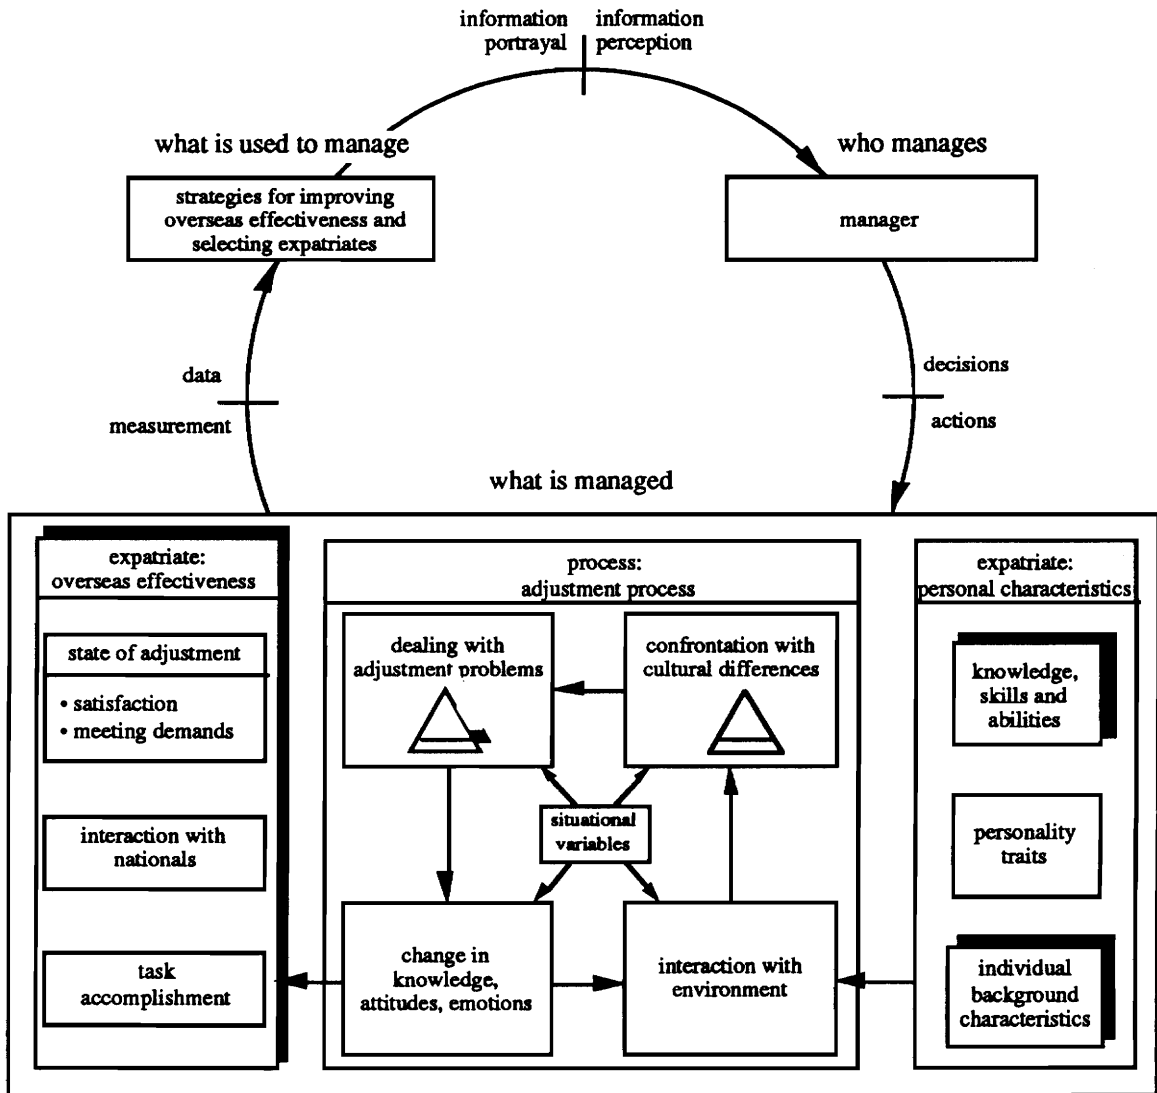 information
portrayal
information
perception
what is used to manage
who manages
strategies for improving
overseas effectiveness and
selecting expatriates
manager
data
measurement
decisions
actions
what is managed
expatriate:
overseas effectiveness
state of adjustment
• satisfaction
• meeting demands
interaction with
nationals
task
accomplishment
process:
adjustment process
dealing with
adjustment problems
confrontation with
cultural differences
situational
variables
change in
knowledge,
attitudes, emotions
interaction with
environment
expatriate:
personal characteristics
knowledge,
skills and
abilities
personality
traits
individual
background
characteristics